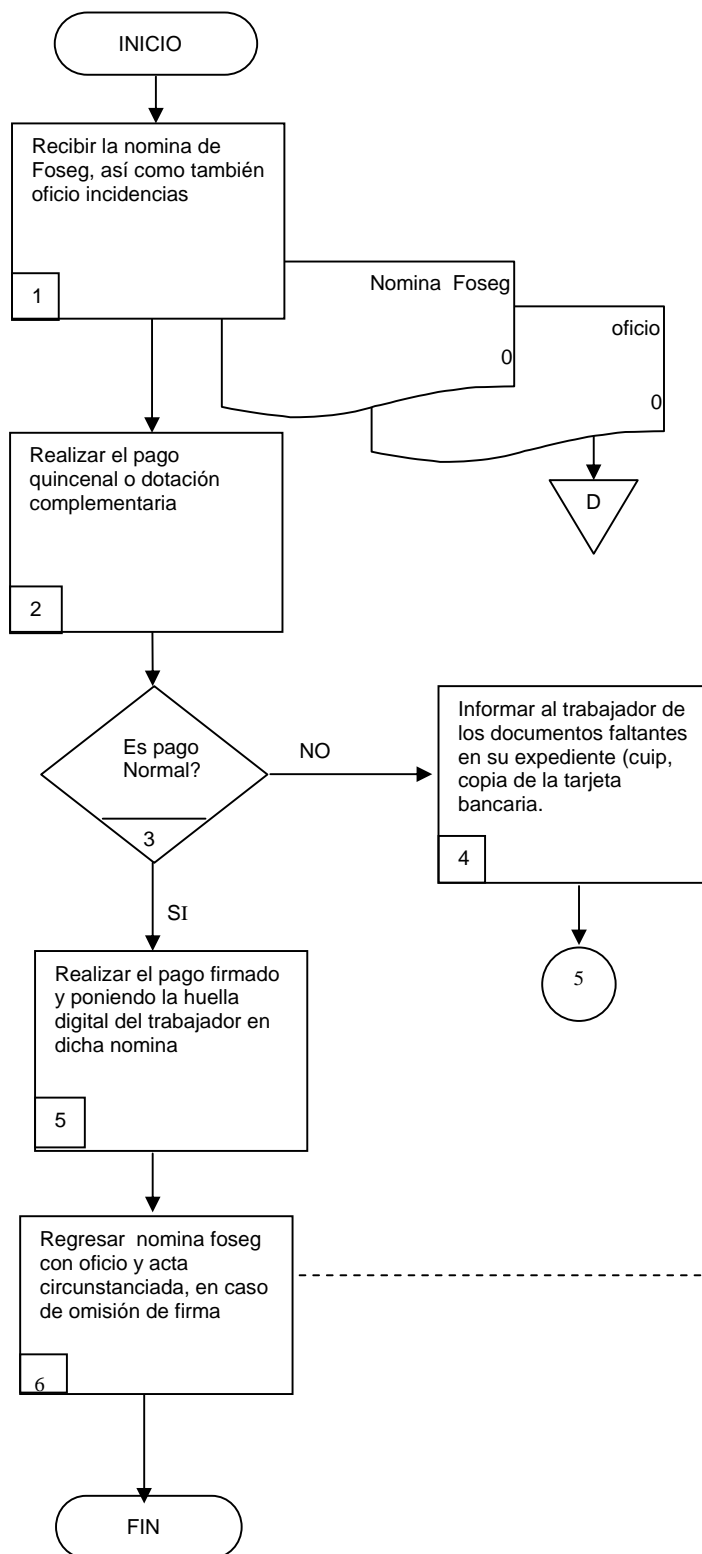 INICIO
Recibir la nomina de
Foseg, así como también
oficio incidencias
1
Nomina Foseg
0
oficio
0
D
Realizar el pago
quincenal o dotación
complementaria
2
Es pago
Normal?
3
NO
Informar al trabajador de
los documentos faltantes
en su expediente (cuip,
copia de la tarjeta
bancaria.
4
5
SI
Realizar el pago firmado
y poniendo la huella
digital del trabajador en
dicha nomina
5
Regresar nomina foseg
con oficio y acta
circunstanciada, en caso
de omisión de firma
6
FIN